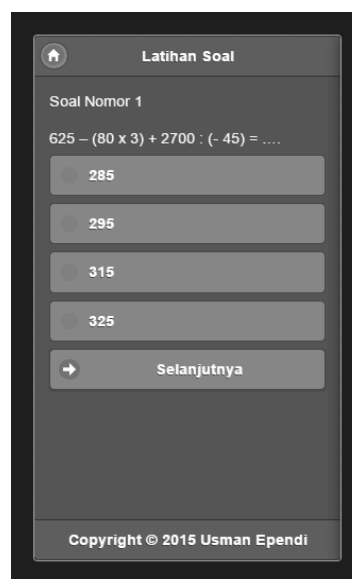 Latihan Soal
Soal Nomor 1
625 – (80 x 3) + 2700 : (- 45) = ....
285
295
315
325
Selanjutnya
Copyright © 2015 Usman Ependi